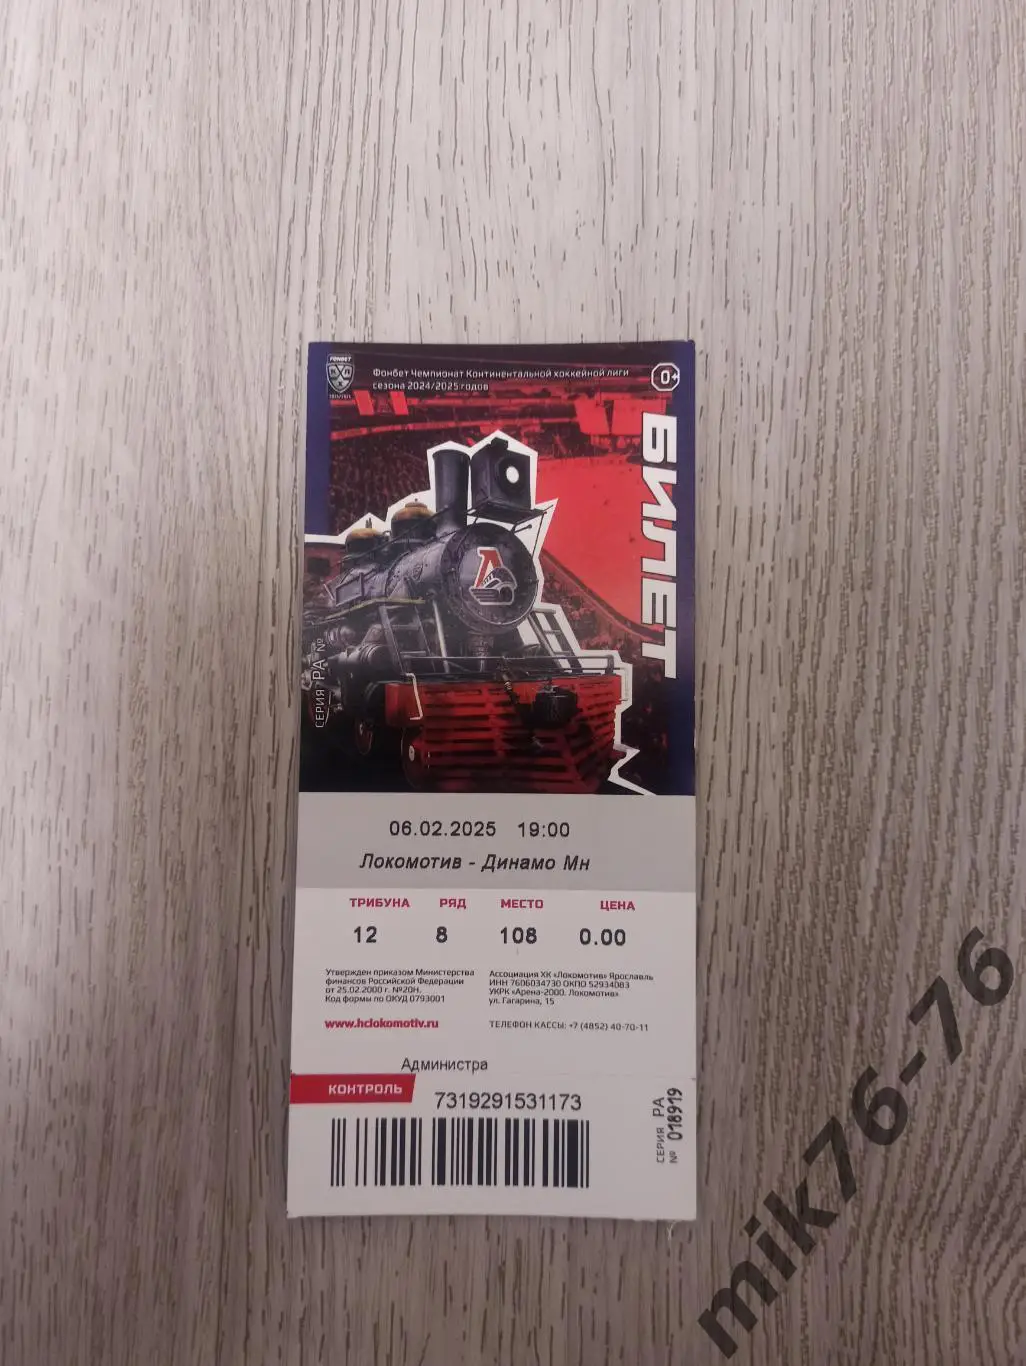 FONBET
КХЛ
Фонбет Чемпионат Континентальной хоккейной лиги
сезона 2024/2025 годов
0+
БИЛЕТ
СЕРИЯ РА №
06.02.2025 19:00
Локомотив - Динамо Мн
ТРИБУНА РЯД МЕСТО ЦЕНА
12 8 108 0.00
Утвержден приказом Министерства
финансов Российской Федерации
от 25.02.2000 г. №20Н.
Код формы по ОКУД 0793001
www.hclokomotiv.ru
Ассоциация ХК «Локомотив» Ярославль
ИНН 7606034730 ОКПО 52934083
УКРК «Арена-2000. Локомотив»
ул. Гагарина, 15
ТЕЛЕФОН КАССЫ: +7 (4852) 40-70-11
Администра
КОНТРОЛЬ
7319291531173
СЕРИЯ РА
№ 018919
mik76-76